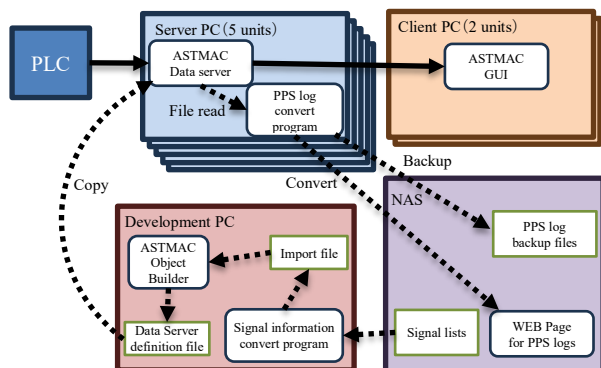 Server PC (5 units)
Client PC (2 units)
PLC
ASTMAC
Data server
ASTMAC
GUI
File read
PPS log
convert
program
Backup
Copy
Convert
NAS
Development PC
PPS log
backup files
ASTMAC
Object
Builder
Import file
Data Server
definition file
Signal information
convert program
Signal lists
WEB Page
for PPS logs